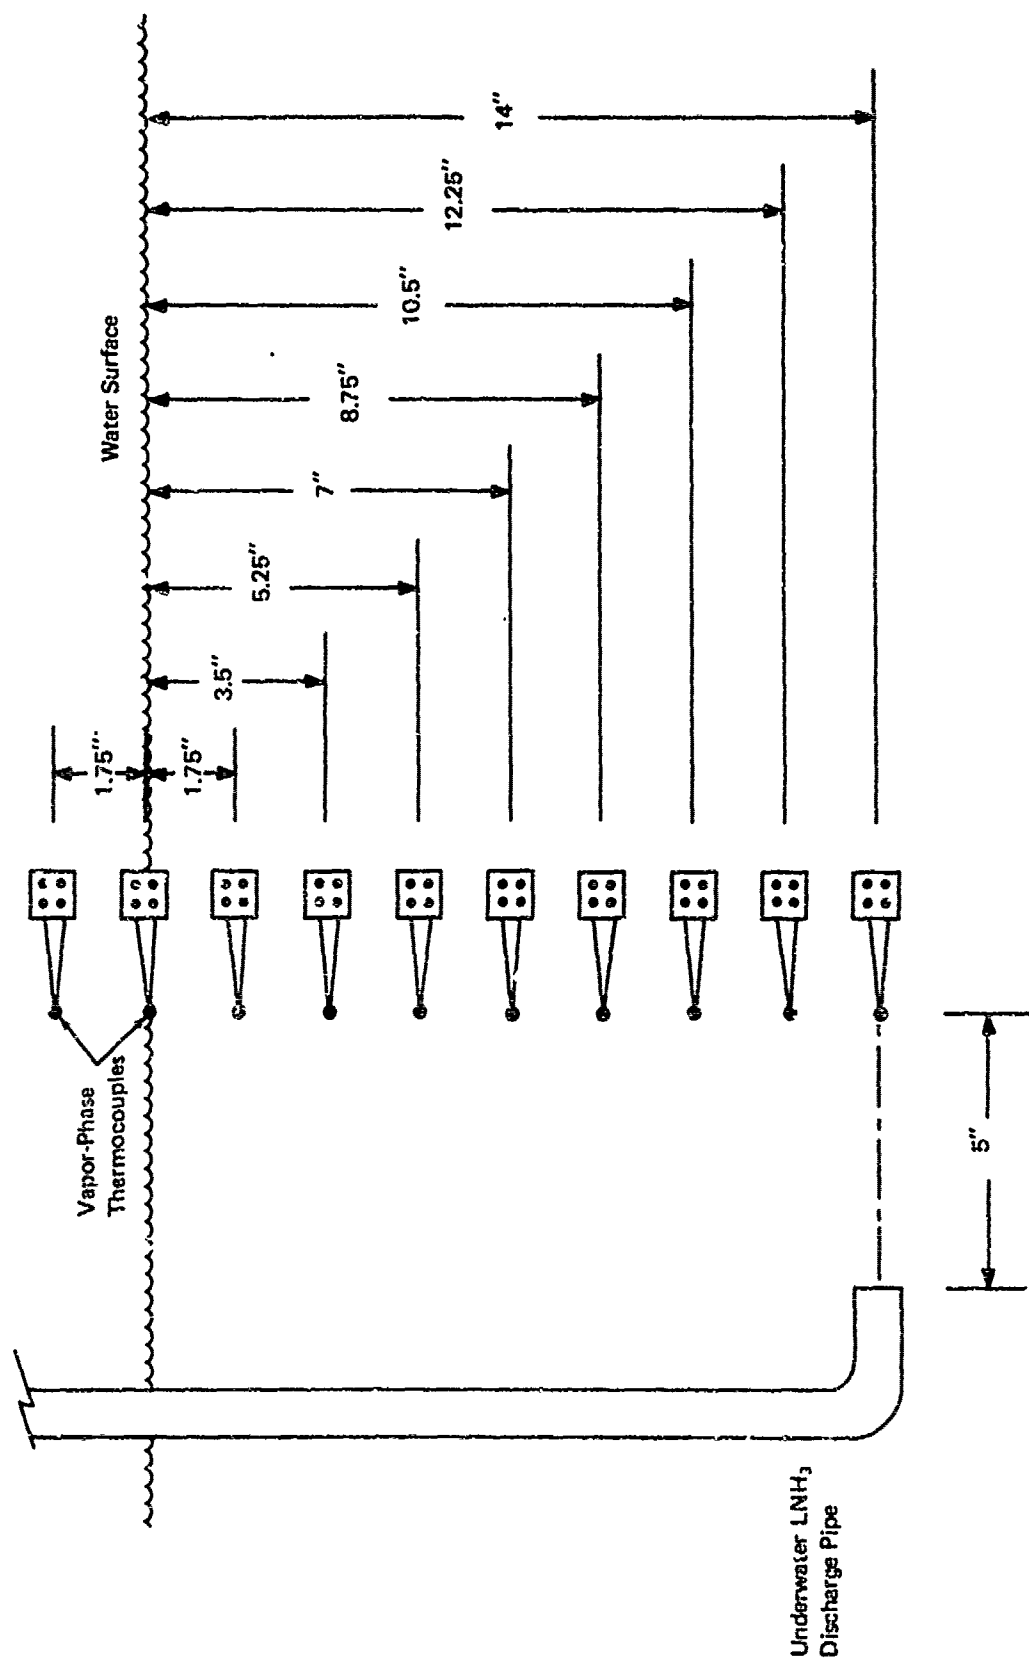 Water Surface
14"
12.25"
10.5"
8.75"
7"
5.25"
3.5"
1.75"
1.75"
Vapor-Phase
Thermocouples
5"
Underwater LNH₃
Discharge Pipe